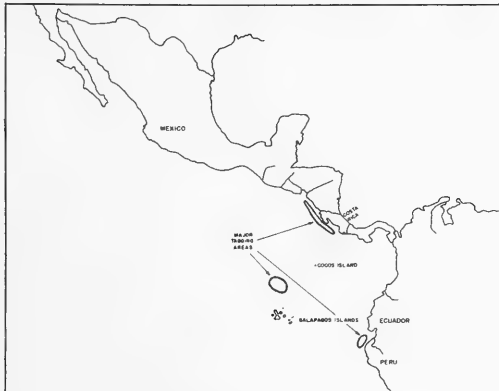 MEXICO
COSTA
RICA
MAJOR
TAGGING
AREAS
+COCOS ISLAND
GALAPAGOS ISLANDS
ECUADOR
PERU